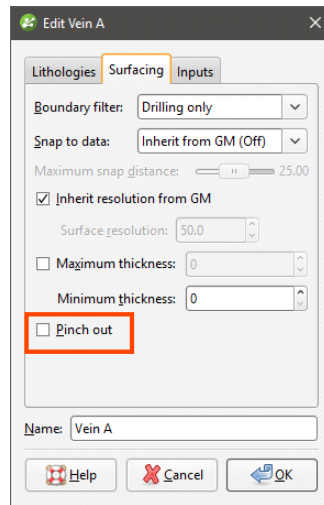 Edit Vein A
Lithologies Surfacing Inputs
Boundary filter: Drilling only
Snap to data: Inherit from GM (Off)
Maximum snap distance: 25.00
Inherit resolution from GM
Surface resolution: 50.0
Maximum thickness: 0
Minimum thickness: 0
Pinch out
Name: Vein A
Help Cancel OK